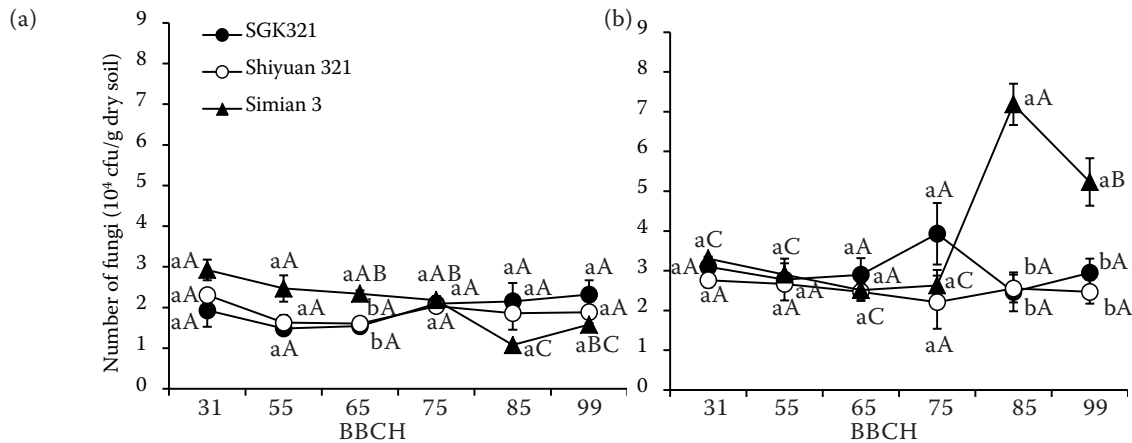 (a)
Number of fungi (10⁴ cfu/g dry soil)
9
8
7
6
5
4
3
2
1
0
SGK321
Shiyuan 321
Simian 3
aA
aA
aAB
aAB
aA
aA
aA
aA
bA
aA
aA
aA
aA
aA
bA
aA
aC
aBC
31 55 65 75 85 99
BBCH
(b)
9
8
7
6
5
4
3
2
1
0
aA
aA
aB
aC
aC
aA
aA
aA
aC
bA
bA
aA
aA
aC
aA
bA
bA
31 55 65 75 85 99
BBCH